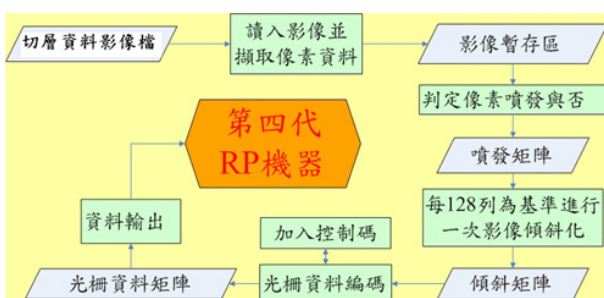 切層資料影像檔
讀入影像並
擷取像素資料
影像暫存區
判定像素噴發與否
噴發矩陣
每128列為基準進行
一次影像傾斜化
傾斜矩陣
加入控制碼
光柵資料編碼
光柵資料矩陣
資料輸出
第四代
RP機器